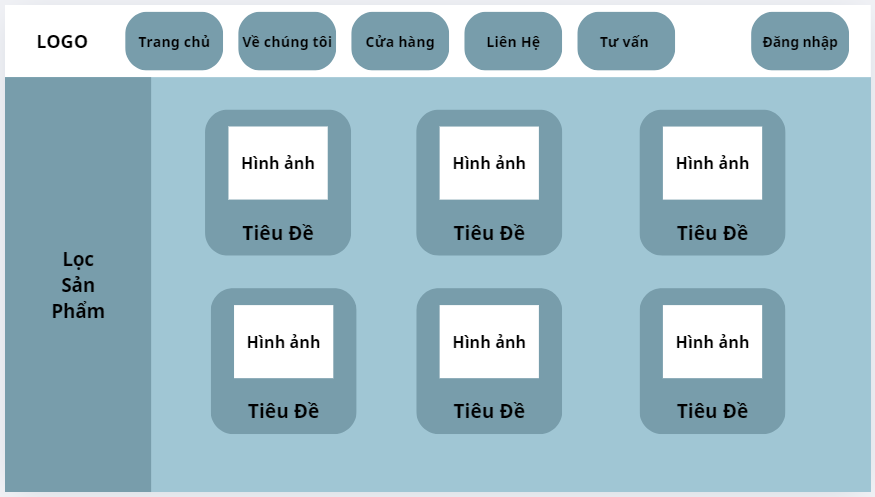 LOGO
Trang chủ
Về chúng tôi
Cửa hàng
Liên Hệ
Tư vấn
Đăng nhập
Lọc
Sản
Phẩm
Hình ảnh
Tiêu Đề
Hình ảnh
Tiêu Đề
Hình ảnh
Tiêu Đề
Hình ảnh
Tiêu Đề
Hình ảnh
Tiêu Đề
Hình ảnh
Tiêu Đề